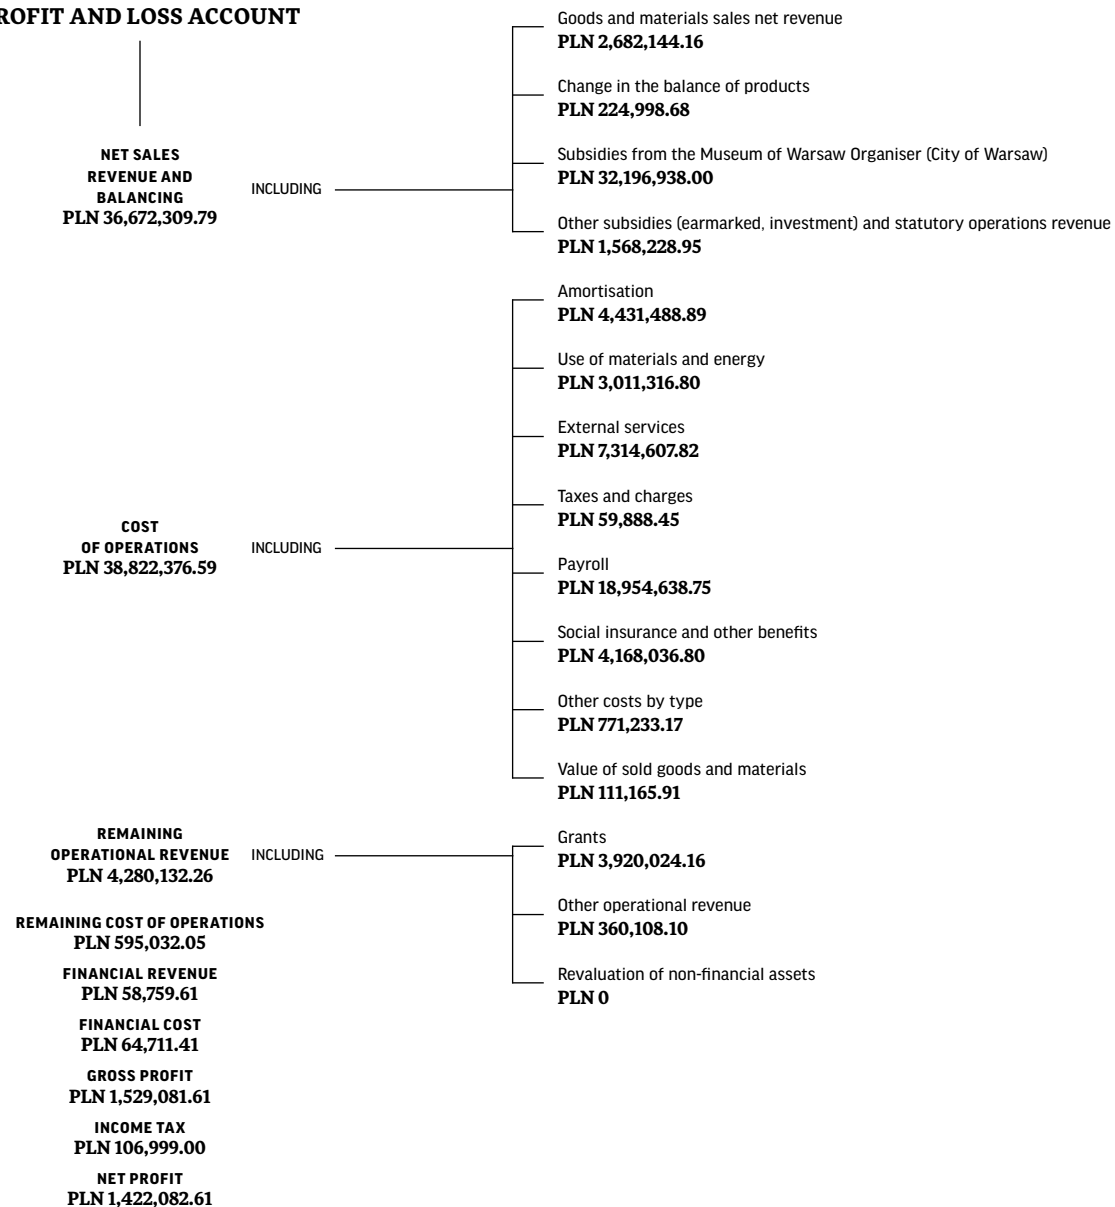 ROFIT AND LOSS ACCOUNT
NET SALES
REVENUE AND
BALANCING
PLN 36,672,309.79
INCLUDING
Goods and materials sales net revenue
PLN 2,682,144.16
Change in the balance of products
PLN 224,998.68
Subsidies from the Museum of Warsaw Organiser (City of Warsaw)
PLN 32,196,938.00
Other subsidies (earmarked, investment) and statutory operations revenue
PLN 1,568,228.95
COST
OF OPERATIONS
PLN 38,822,376.59
INCLUDING
Amortisation
PLN 4,431,488.89
Use of materials and energy
PLN 3,011,316.80
External services
PLN 7,314,607.82
Taxes and charges
PLN 59,888.45
Payroll
PLN 18,954,638.75
Social insurance and other benefits
PLN 4,168,036.80
Other costs by type
PLN 771,233.17
Value of sold goods and materials
PLN 111,165.91
REMAINING
OPERATIONAL REVENUE
PLN 4,280,132.26
INCLUDING
Grants
PLN 3,920,024.16
Other operational revenue
PLN 360,108.10
Revaluation of non-financial assets
PLN 0
REMAINING COST OF OPERATIONS
PLN 595,032.05
FINANCIAL REVENUE
PLN 58,759.61
FINANCIAL COST
PLN 64,711.41
GROSS PROFIT
PLN 1,529,081.61
INCOME TAX
PLN 106,999.00
NET PROFIT
PLN 1,422,082.61